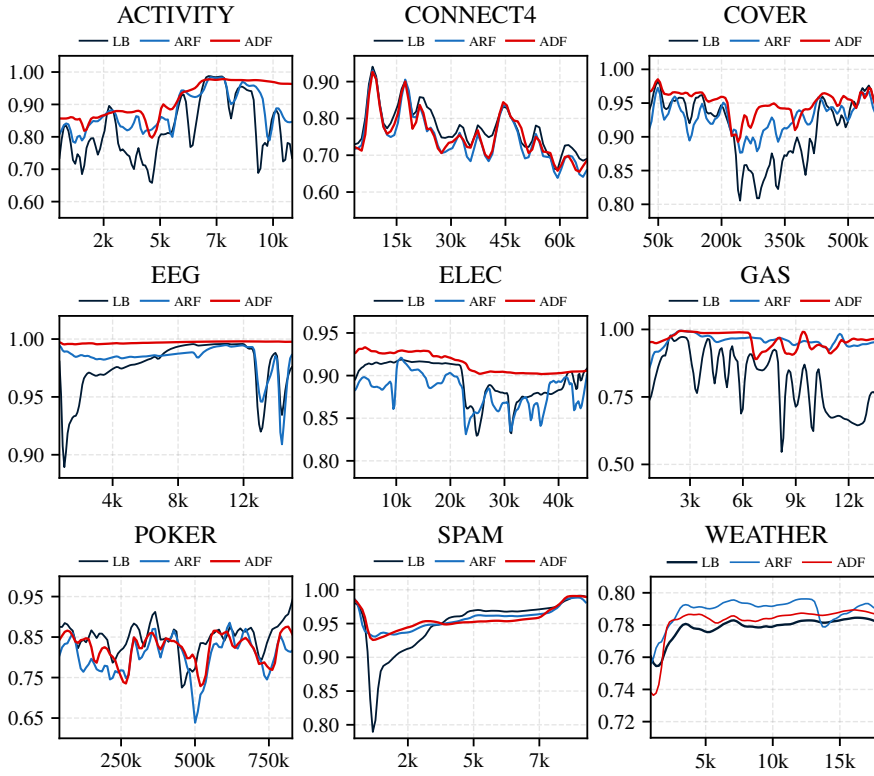 ACTIVITY CONNECT4 COVER
LB ARF ADF LB ARF ADF LB ARF ADF
1.00
0.90
0.80
0.70
0.60
2k 5k 7k 10k
0.90
0.80
0.70
0.60
15k 30k 45k 60k
1.00
0.95
0.90
0.85
0.80
50k 200k 350k 500k
EEG ELEC GAS
LB ARF ADF LB ARF ADF LB ARF ADF
1.00
0.95
0.90
4k 8k 12k
0.95
0.90
0.85
0.80
10k 20k 30k 40k
1.00
0.75
0.50
3k 6k 9k 12k
POKER SPAM WEATHER
LB ARF ADF LB ARF ADF LB ARF ADF
0.95
0.85
0.75
0.65
250k 500k 750k
1.00
0.95
0.90
0.85
0.80
2k 5k 7k
0.80
0.78
0.76
0.74
0.72
5k 10k 15k